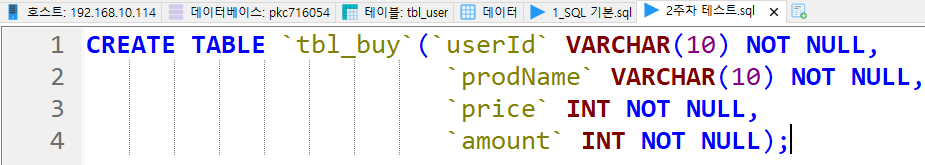 호스트: 192.168.10.114 데이터베이스: pkc716054 테이블: tbl_user 데이터 1_SQL 기본.sql 2주차 테스트.sql
1 CREATE TABLE `tbl_buy`(`userId` VARCHAR(10) NOT NULL,
2 `prodName` VARCHAR(10) NOT NULL,
3 `price` INT NOT NULL,
4 `amount` INT NOT NULL);